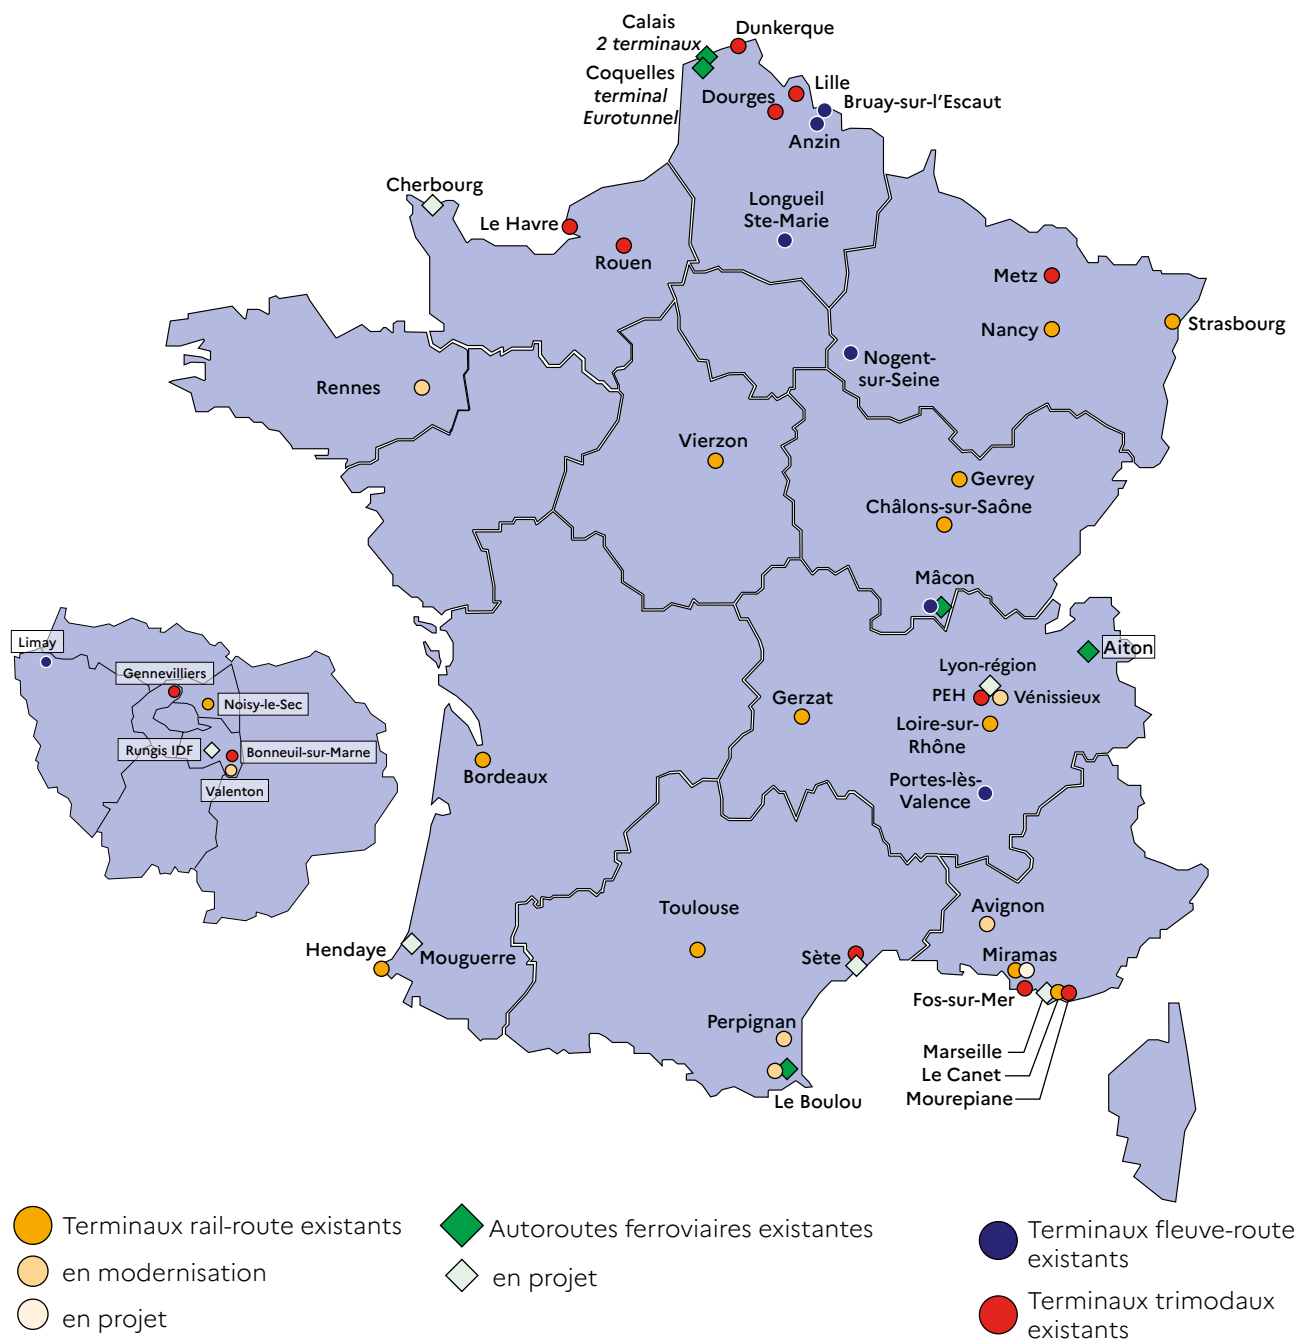 Calais
2 terminaux
Dunkerque
Coquelles
terminal
Eurotunnel
Lille
Dourges
Bruay-sur-l'Escaut
Anzin
Cherbourg
Longueil
Ste-Marie
Le Havre
Rouen
Metz
Strasbourg
Nancy
Nogent-
sur-Seine
Rennes
Vierzon
Gevrey
Châlons-sur-Saône
Mâcon
Aiton
Lyon-région
PEH
Vénissieux
Gerzat
Loire-sur-
Rhône
Bordeaux
Portes-lès-
Valence
Limay
Gennevilliers
Noisy-le-Sec
Rungis IDF
Bonneuil-sur-Marne
Valenton
Toulouse
Avignon
Hendaye
Mouguerre
Sète
Miramas
Fos-sur-Mer
Perpignan
Marseille
Le Canet
Mourepiane
Le Boulou
Terminaux rail-route existants
en modernisation
en projet
Autoroutes ferroviaires existantes
en projet
Terminaux fleuve-route
existants
Terminaux trimodaux
existants